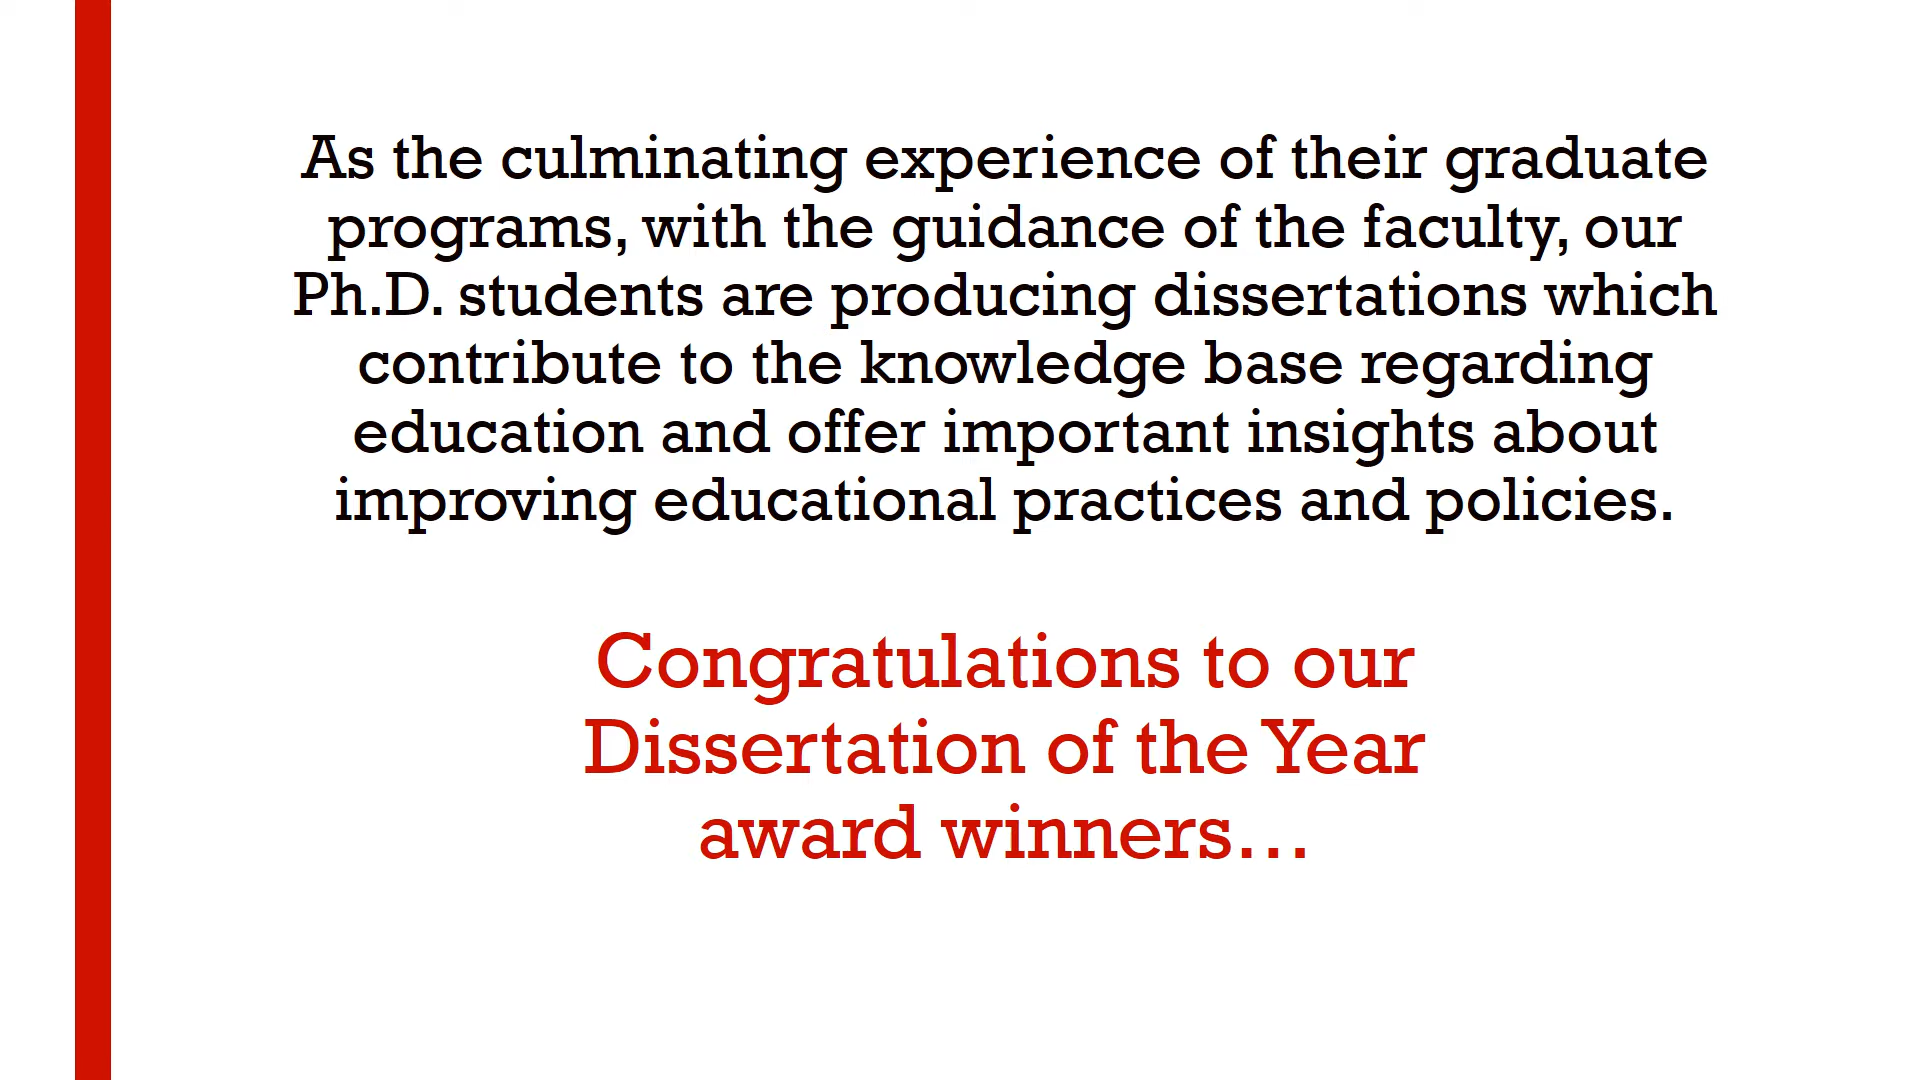 As the culminating experience of their graduate
programs, with the guidance of the faculty, our
Ph.D. students are producing dissertations which
contribute to the knowledge base regarding
education and offer important insights about
improving educational practices and policies.
Congratulations to our
Dissertation of the Year
award winners…